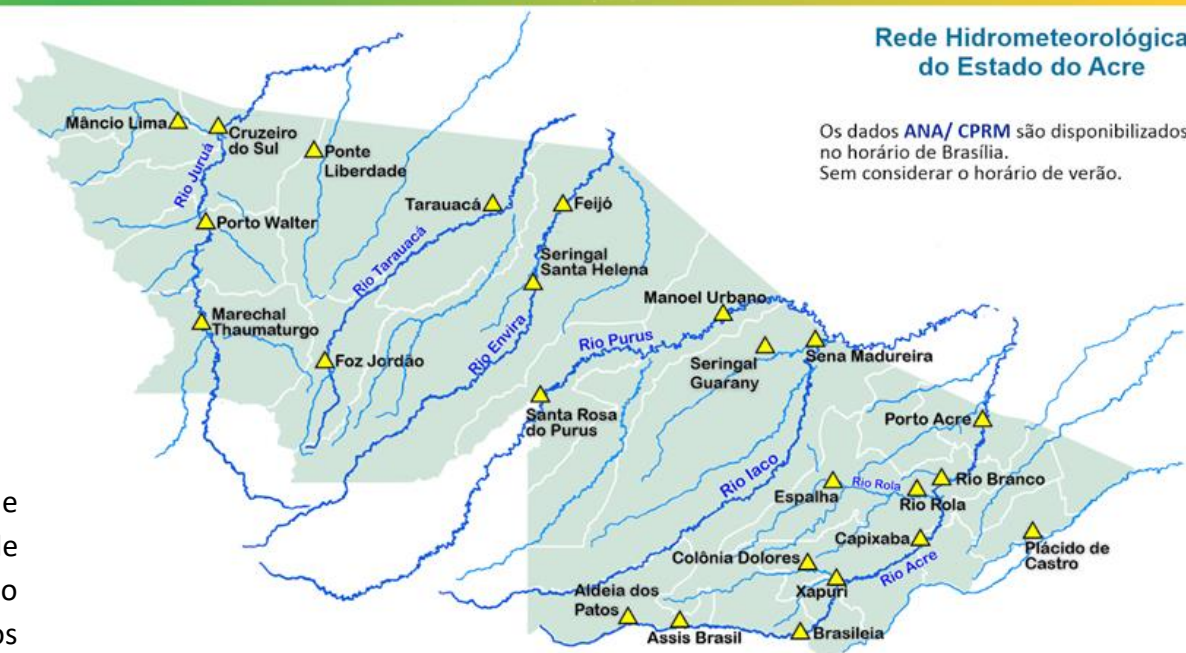 Rede Hidrometeorológica
do Estado do Acre
Os dados ANA/ CPRM são disponibilizados
no horário de Brasília.
Sem considerar o horário de verão.
Mâncio Lima
Cruzeiro
do Sul
Ponte
Liberdade
Rio Juruá
Porto Walter
Tarauacá
Feijó
Rio Tarauacá
Seringal
Santa Helena
Marechal
Thaumaturgo
Foz Jordão
Rio Envira
Manoel Urbano
Rio Purus
Seringal
Guarany
Sena Madureira
Santa Rosa
do Purus
Porto Acre
Rio Iaco
Espalha
Rio Rola
Rio Rola
Rio Branco
Capixaba
Plácido de
Castro
Colônia Dolores
Xapuri
Rio Acre
Aldeia dos
Patos
Assis Brasil
Brasileia
e
le
o
os